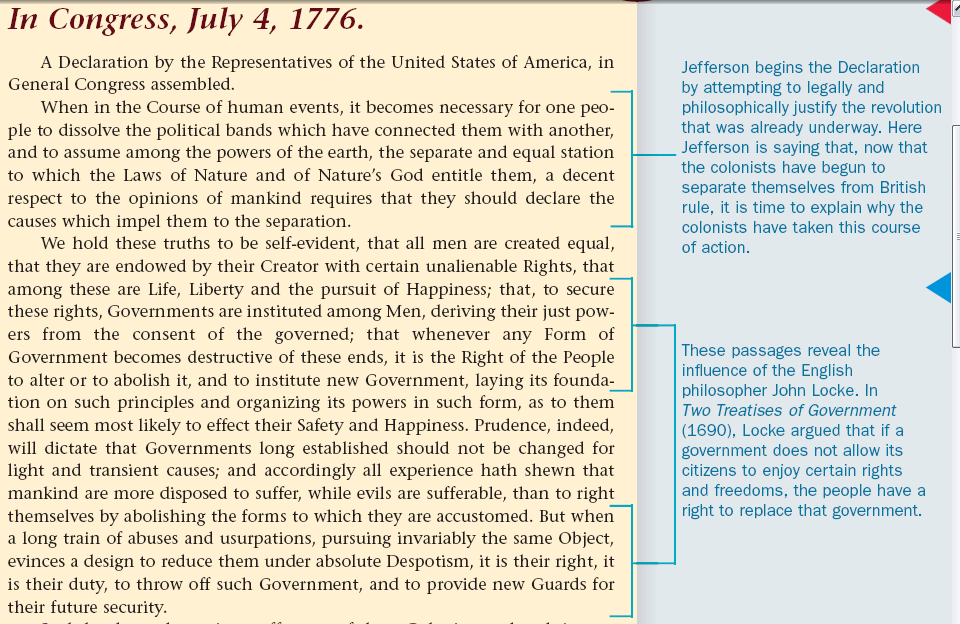 In Congress, July 4, 1776.
A Declaration by the Representatives of the United States of America, in
General Congress assembled.
When in the Course of human events, it becomes necessary for one peo-
ple to dissolve the political bands which have connected them with another,
and to assume among the powers of the earth, the separate and equal station
to which the Laws of Nature and of Nature's God entitle them, a decent
respect to the opinions of mankind requires that they should declare the
causes which impel them to the separation.
We hold these truths to be self-evident, that all men are created equal,
that they are endowed by their Creator with certain unalienable Rights, that
among these are Life, Liberty and the pursuit of Happiness; that, to secure
these rights, Governments are instituted among Men, deriving their just pow-
ers from the consent of the governed; that whenever any Form of
Government becomes destructive of these ends, it is the Right of the People
to alter or to abolish it, and to institute new Government, laying its founda-
tion on such principles and organizing its powers in such form, as to them
shall seem most likely to effect their Safety and Happiness. Prudence, indeed,
will dictate that Governments long established should not be changed for
light and transient causes; and accordingly all experience hath shewn that
mankind are more disposed to suffer, while evils are sufferable, than to right
themselves by abolishing the forms to which they are accustomed. But when
a long train of abuses and usurpations, pursuing invariably the same Object,
evinces a design to reduce them under absolute Despotism, it is their right, it
is their duty, to throw off such Government, and to provide new Guards for
their future security.
Jefferson begins the Declaration
by attempting to legally and
philosophically justify the revolution
that was already underway. Here
Jefferson is saying that, now that
the colonists have begun to
separate themselves from British
rule, it is time to explain why the
colonists have taken this course
of action.
These passages reveal the
influence of the English
philosopher John Locke. In
Two Treatises of Government
(1690), Locke argued that if a
government does not allow its
citizens to enjoy certain rights
and freedoms, the people have a
right to replace that government.